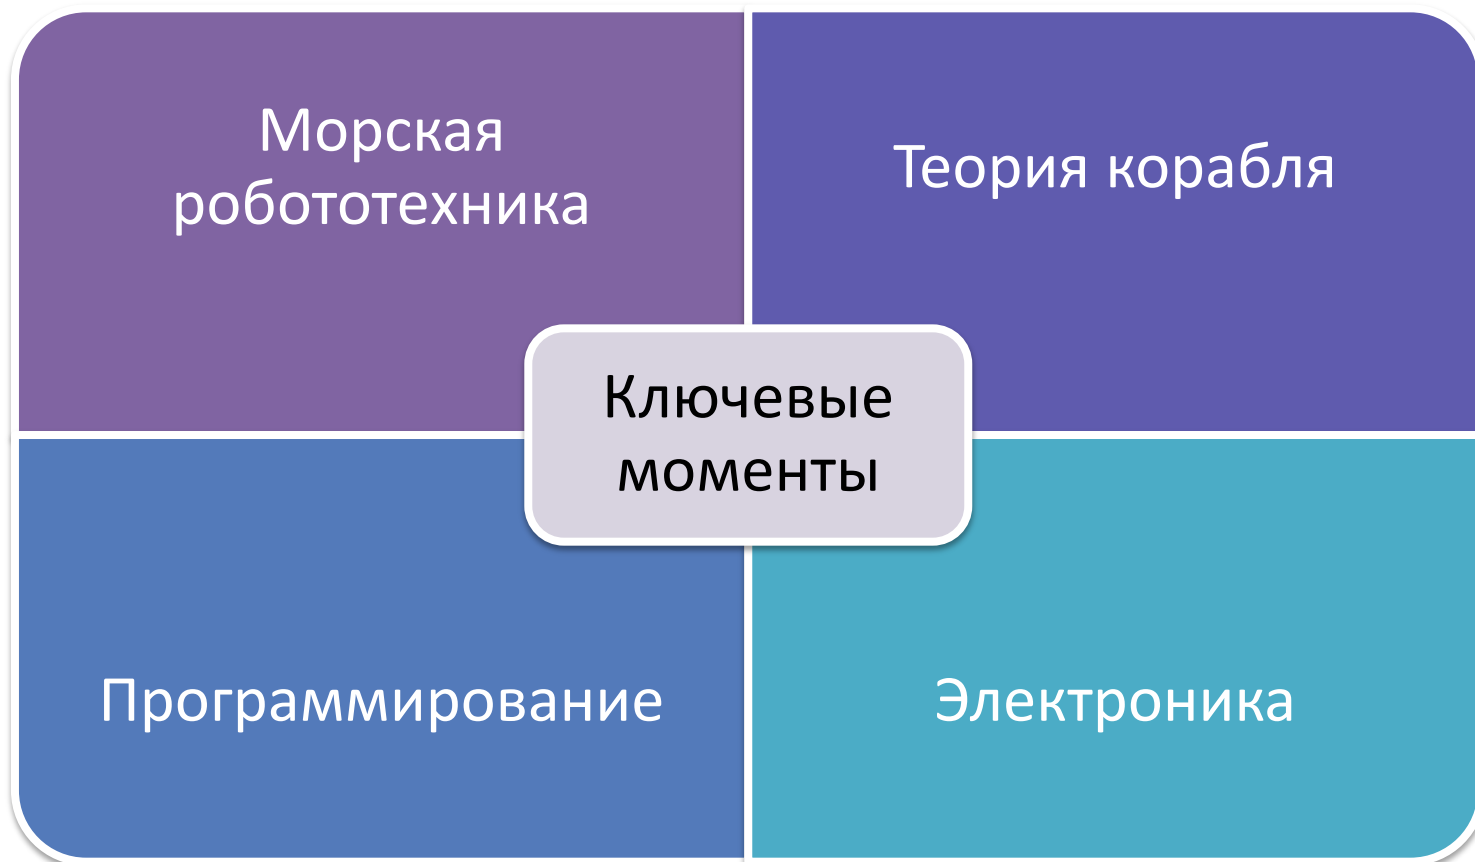 Морская
робототехника
Теория корабля
Ключевые
моменты
Программирование
Электроника